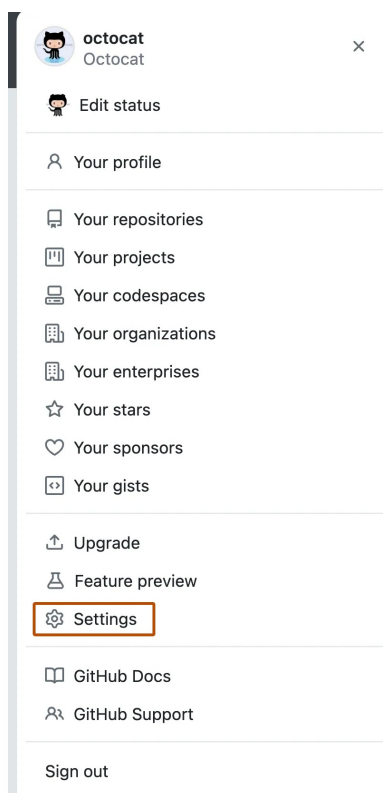 octocat
Octocat
Edit status
Your profile
Your repositories
Your projects
Your codespaces
Your organizations
Your enterprises
Your stars
Your sponsors
Your gists
Upgrade
Feature preview
Settings
GitHub Docs
GitHub Support
Sign out